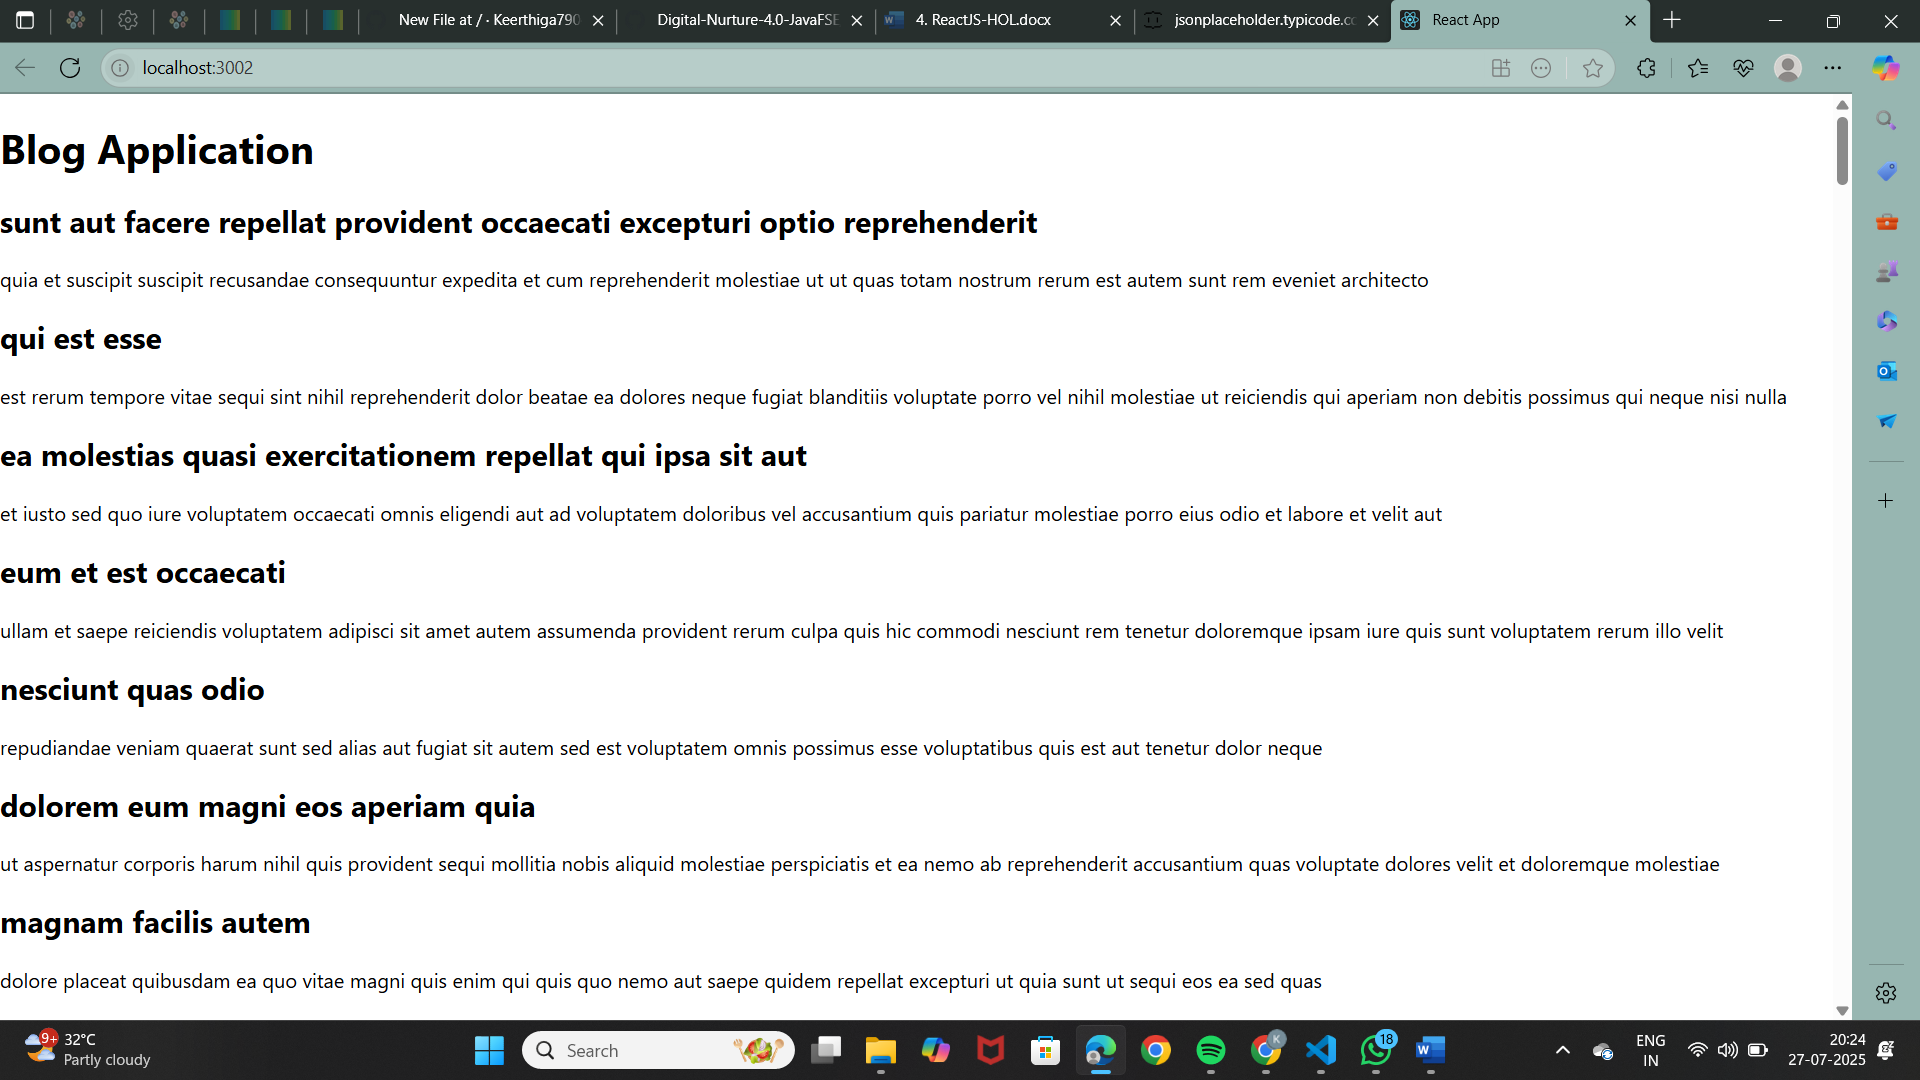 New File at / · Keerthiga790
Digital-Nurture-4.0-JavaFSE
4. ReactJS-HOL.docx
jsonplaceholder.typicode.co
React App
localhost:3002
Blog Application
sunt aut facere repellat provident occaecati excepturi optio reprehenderit
quia et suscipit suscipit recusandae consequuntur expedita et cum reprehenderit molestiae ut ut quas totam nostrum rerum est autem sunt rem eveniet architecto
qui est esse
est rerum tempore vitae sequi sint nihil reprehenderit dolor beatae ea dolores neque fugiat blanditiis voluptate porro vel nihil molestiae ut reiciendis qui aperiam non debitis possimus qui neque nisi nulla
ea molestias quasi exercitationem repellat qui ipsa sit aut
et iusto sed quo iure voluptatem occaecati omnis eligendi aut ad voluptatem doloribus vel accusantium quis pariatur molestiae porro eius odio et labore et velit aut
eum et est occaecati
ullam et saepe reiciendis voluptatem adipisci sit amet autem assumenda provident rerum culpa quis hic commodi nesciunt rem tenetur doloremque ipsam iure quis sunt voluptatem rerum illo velit
nesciunt quas odio
repudiandae veniam quaerat sunt sed alias aut fugiat sit autem sed est voluptatem omnis possimus esse voluptatibus quis est aut tenetur dolor neque
dolorem eum magni eos aperiam quia
ut aspernatur corporis harum nihil quis provident sequi mollitia nobis aliquid molestiae perspiciatis et ea nemo ab reprehenderit accusantium quas voluptate dolores velit et doloremque molestiae
magnam facilis autem
dolore placeat quibusdam ea quo vitae magni quis enim qui quis quo nemo aut saepe quidem repellat excepturi ut quia sunt ut sequi eos ea sed quas
9+
32°C
Partly cloudy
Search
K
18
ENG
IN
20:24
27-07-2025